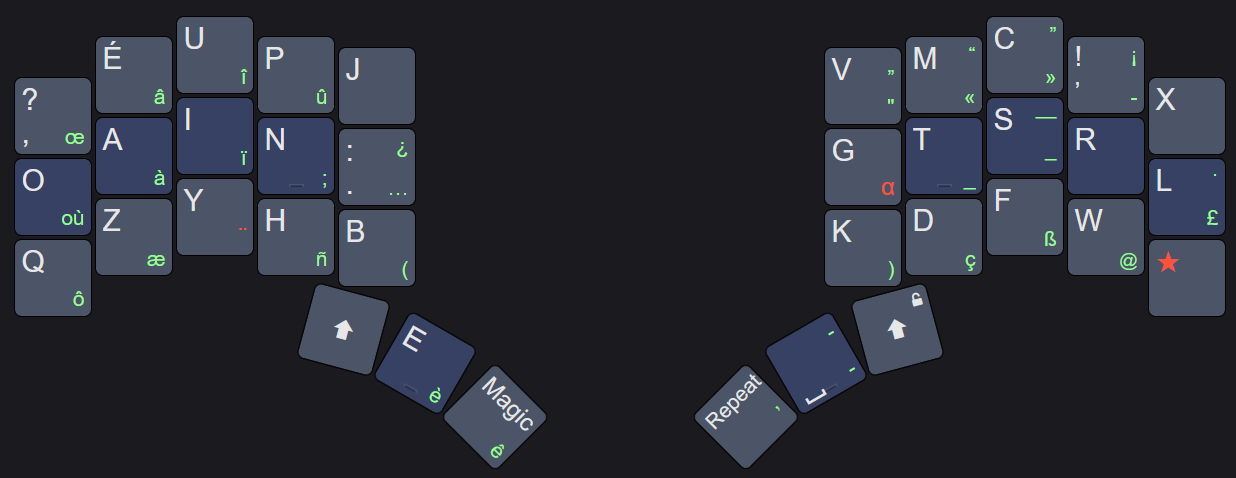 É â
U î
P û
J
? , œ
A à
I ï
N _ ;
: ¿ . …
O où
Z æ
Y ¨
H ñ
B (
Q ô
E _ è
Magic ê
V ” "
M “ «
C ” »
! ¡ ’ -
X
G α
T _ _
S — _
R
L · £
K )
D ç
F ß
W @
★
Repeat ’
- ⎵ -